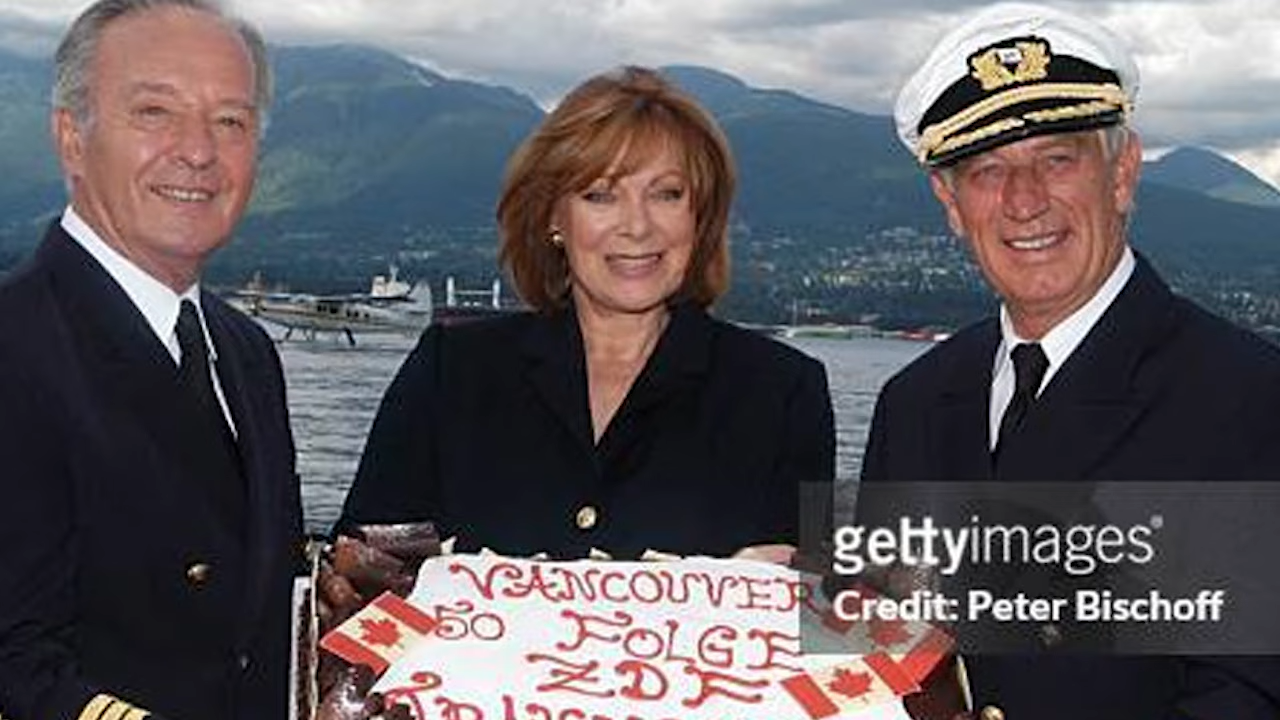 VANCOUVER
50 FOLGE
ZDF
gettyimages®
Credit: Peter Bischoff